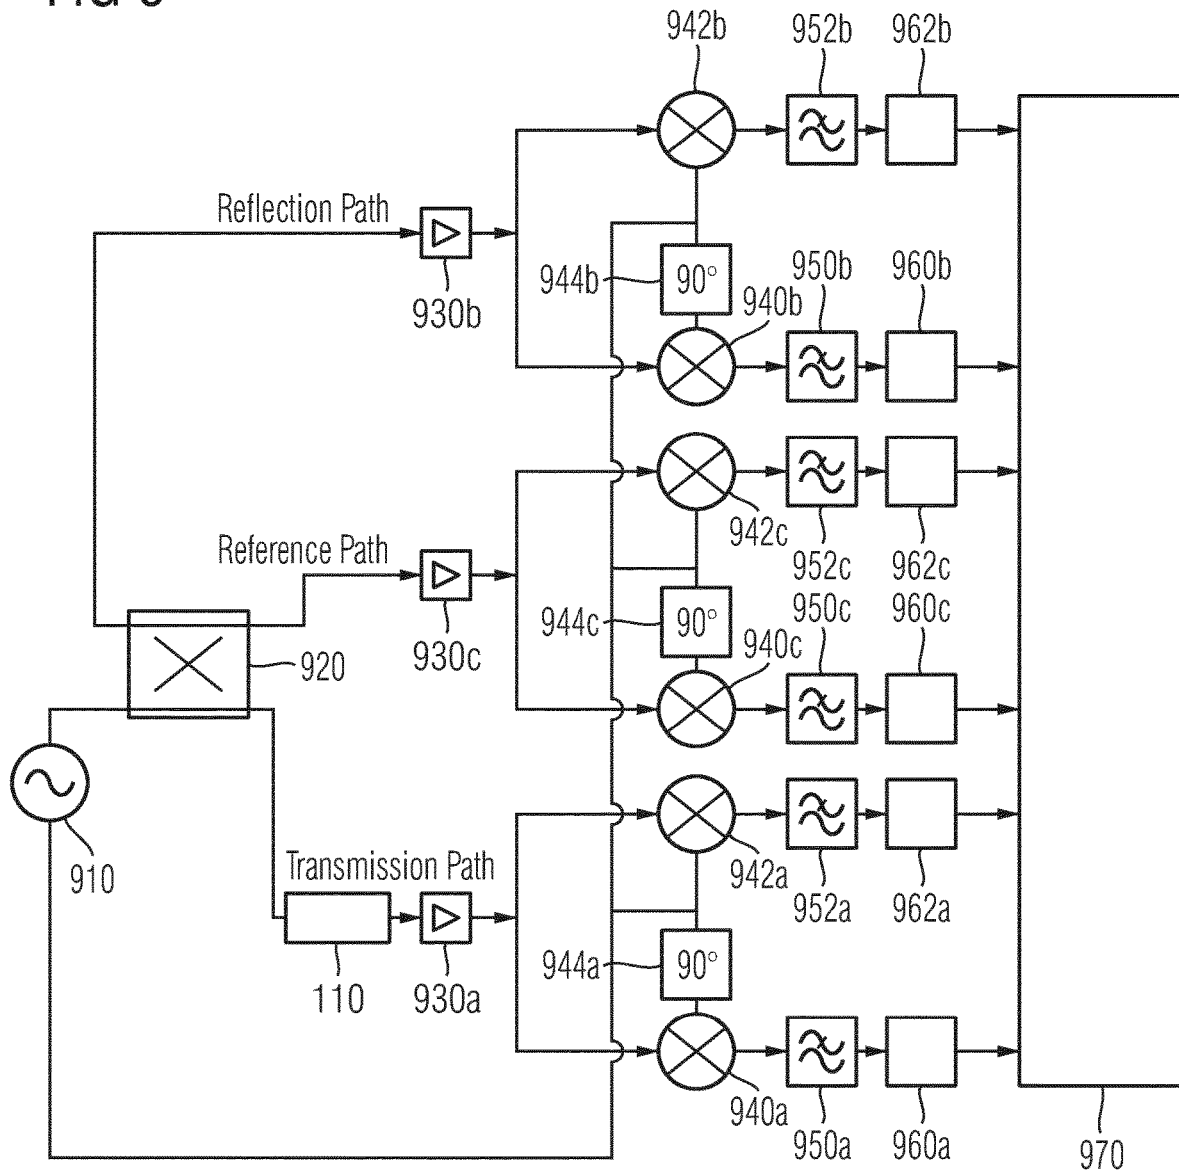 942b 952b 962b
Reflection Path
944b 90° 950b 960b
930b 940b
942c
Reference Path
952c 962c
944c 90° 950c 960c
920 930c 940c
910
Transmission Path
942a
952a 962a
944a 90°
110 930a
940a
950a 960a 970